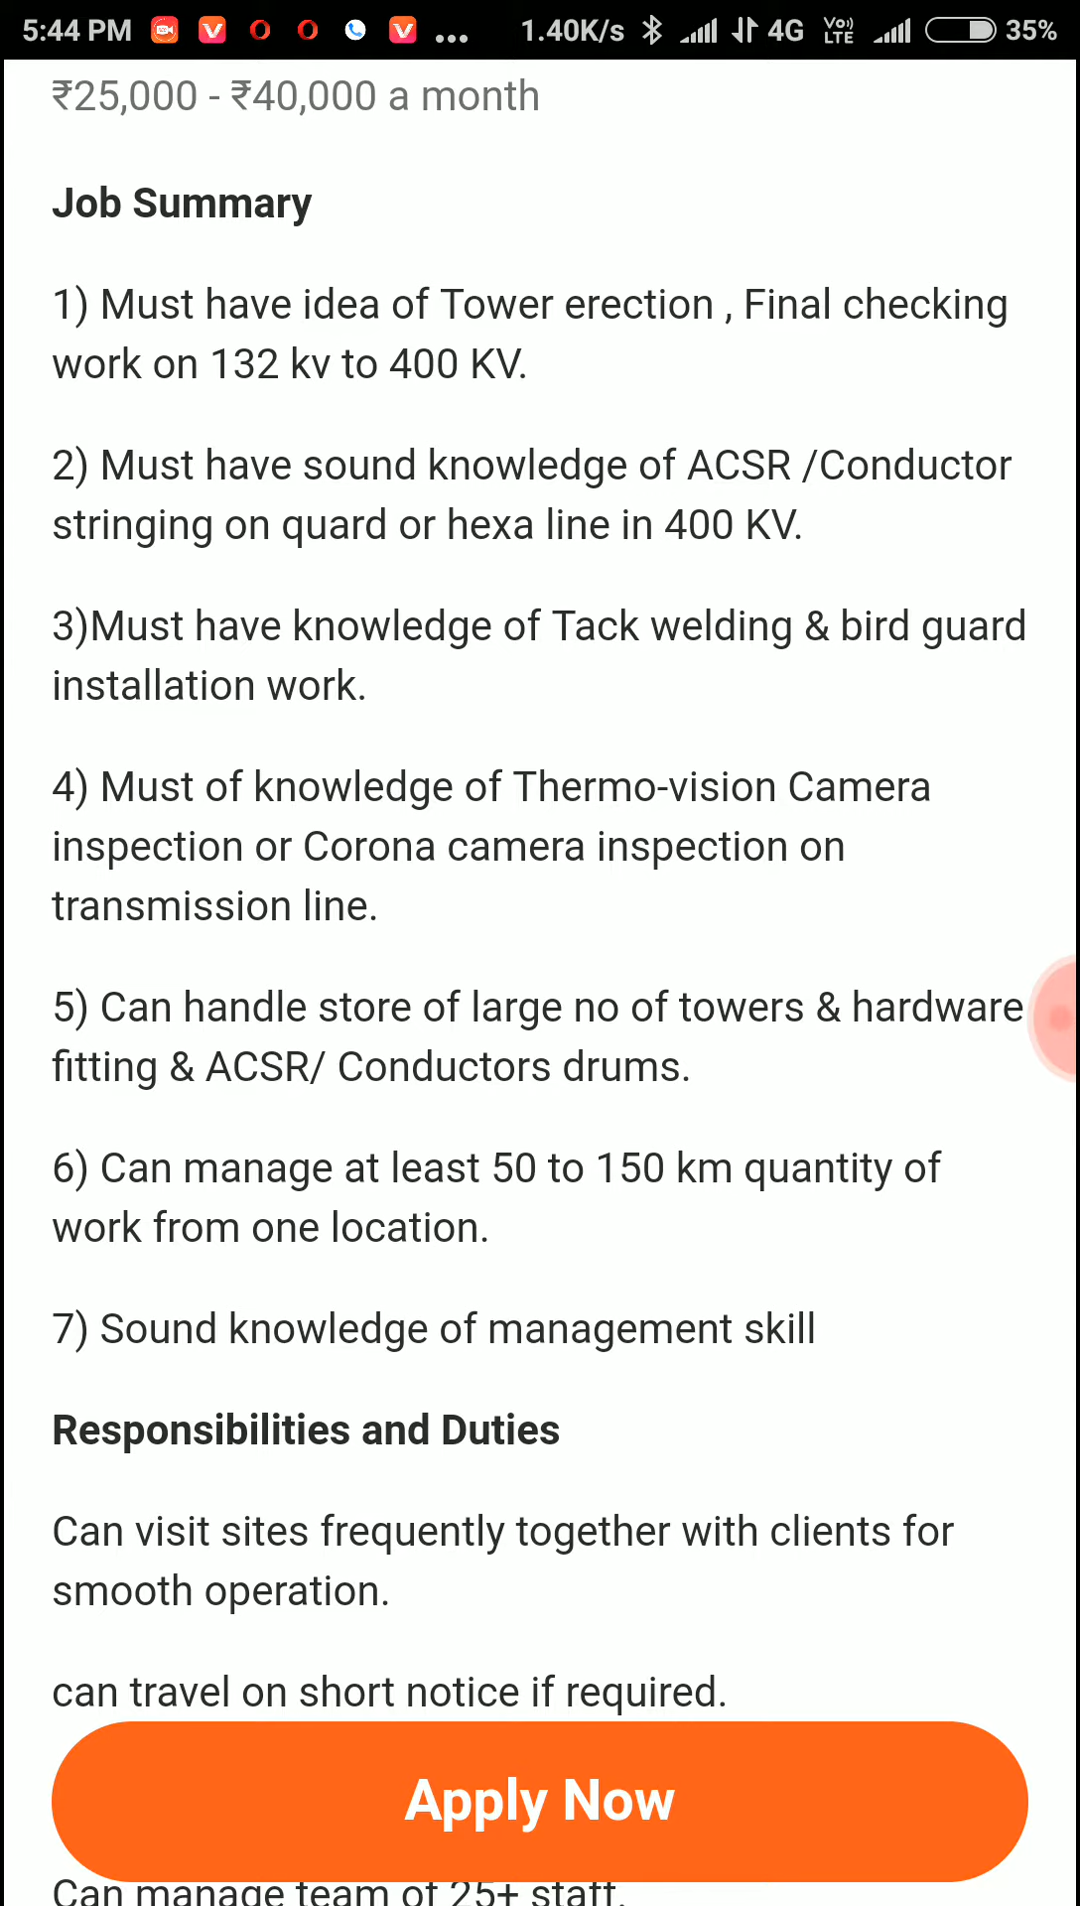 5:44 PM ... 1.40K/s 4G VoLTE 35%
₹25,000 - ₹40,000 a month
Job Summary
1) Must have idea of Tower erection , Final checking
work on 132 kv to 400 KV.
2) Must have sound knowledge of ACSR /Conductor
stringing on quard or hexa line in 400 KV.
3)Must have knowledge of Tack welding & bird guard
installation work.
4) Must of knowledge of Thermo-vision Camera
inspection or Corona camera inspection on
transmission line.
5) Can handle store of large no of towers & hardware
fitting & ACSR/ Conductors drums.
6) Can manage at least 50 to 150 km quantity of
work from one location.
7) Sound knowledge of management skill
Responsibilities and Duties
Can visit sites frequently together with clients for
smooth operation.
can travel on short notice if required.
Apply Now
Can manage team of 25+ staff.